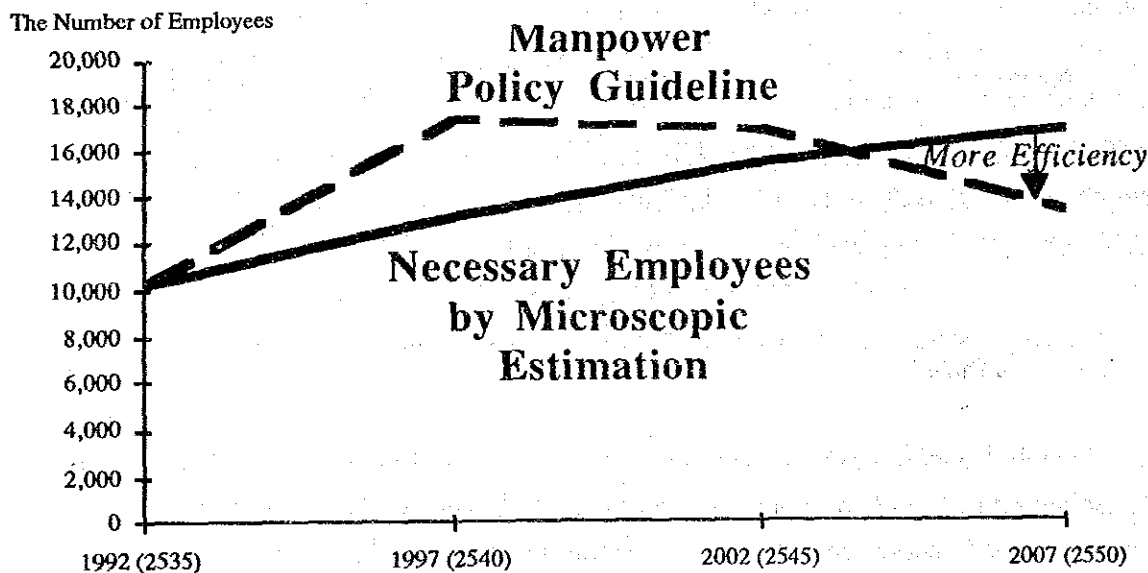 The Number of Employees
20,000
18,000
16,000
14,000
12,000
10,000
8,000
6,000
4,000
2,000
0
Manpower
Policy Guideline
More Efficiency
Necessary Employees
by Microscopic
Estimation
1992 (2535)
1997 (2540)
2002 (2545)
2007 (2550)